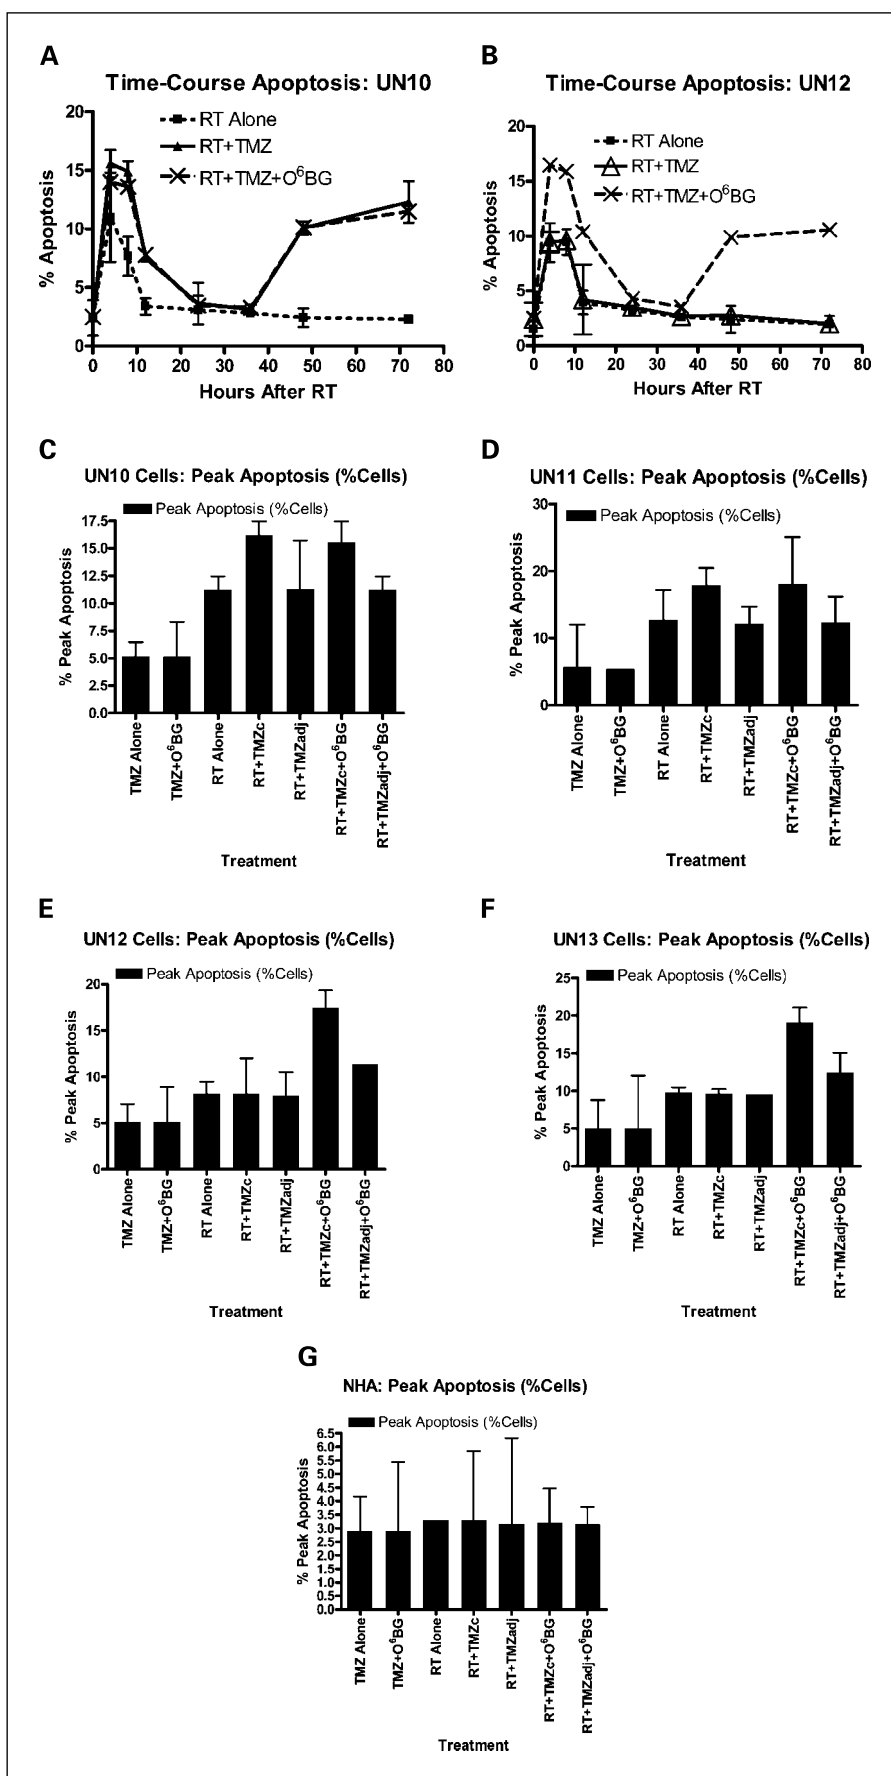 A
Time-Course Apoptosis: UN10
RT Alone
RT+TMZ
RT+TMZ+O⁶BG
% Apoptosis
20
15
10
5
0
0 10 20 30 40 50 60 70 80
Hours After RT
B
Time-Course Apoptosis: UN12
RT Alone
RT+TMZ
RT+TMZ+O⁶BG
% Apoptosis
20
15
10
5
0
0 10 20 30 40 50 60 70 80
Hours After RT
C
UN10 Cells: Peak Apoptosis (%Cells)
Peak Apoptosis (%Cells)
% Peak Apoptosis
17.5
15.0
12.5
10.0
7.5
5.0
2.5
0.0
TMZ Alone
TMZ+O⁶BG
RT Alone
RT+TMZc
RT+TMZadj
RT+TMZc+O⁶BG
RT+TMZadj+O⁶BG
Treatment
D
UN11 Cells: Peak Apoptosis (%Cells)
Peak Apoptosis (%Cells)
% Peak Apoptosis
30
20
10
0
TMZ Alone
TMZ+O⁶BG
RT Alone
RT+TMZc
RT+TMZadj
RT+TMZc+O⁶BG
RT+TMZadj+O⁶BG
Treatment
E
UN12 Cells: Peak Apoptosis (%Cells)
Peak Apoptosis (%Cells)
% Peak Apoptosis
20
15
10
5
0
TMZ Alone
TMZ+O⁶BG
RT Alone
RT+TMZc
RT+TMZadj
RT+TMZc+O⁶BG
RT+TMZadj+O⁶BG
Treatment
F
UN13 Cells: Peak Apoptosis (%Cells)
Peak Apoptosis (%Cells)
% Peak Apoptosis
25
20
15
10
5
0
TMZ Alone
TMZ+O⁶BG
RT Alone
RT+TMZc
RT+TMZadj
RT+TMZc+O⁶BG
RT+TMZadj+O⁶BG
Treatment
G
NHA: Peak Apoptosis (%Cells)
Peak Apoptosis (%Cells)
% Peak Apoptosis
6.5
6.0
5.5
5.0
4.5
4.0
3.5
3.0
2.5
2.0
1.5
1.0
0.5
0.0
TMZ Alone
TMZ+O⁶BG
RT Alone
RT+TMZc
RT+TMZadj
RT+TMZc+O⁶BG
RT+TMZadj+O⁶BG
Treatment